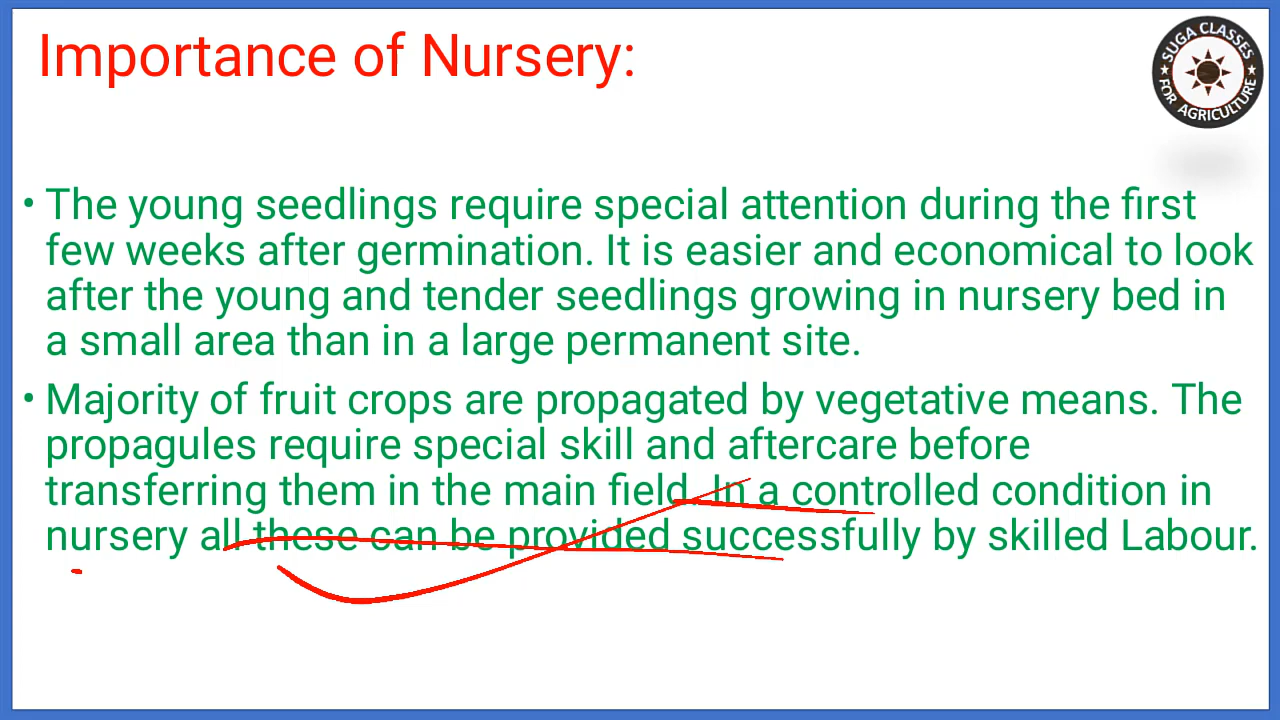 Importance of Nursery:
SUGA CLASSES
FOR AGRICULTURE
• The young seedlings require special attention during the first
few weeks after germination. It is easier and economical to look
after the young and tender seedlings growing in nursery bed in
a small area than in a large permanent site.
• Majority of fruit crops are propagated by vegetative means. The
propagules require special skill and aftercare before
transferring them in the main field. In a controlled condition in
nursery all these can be provided successfully by skilled Labour.